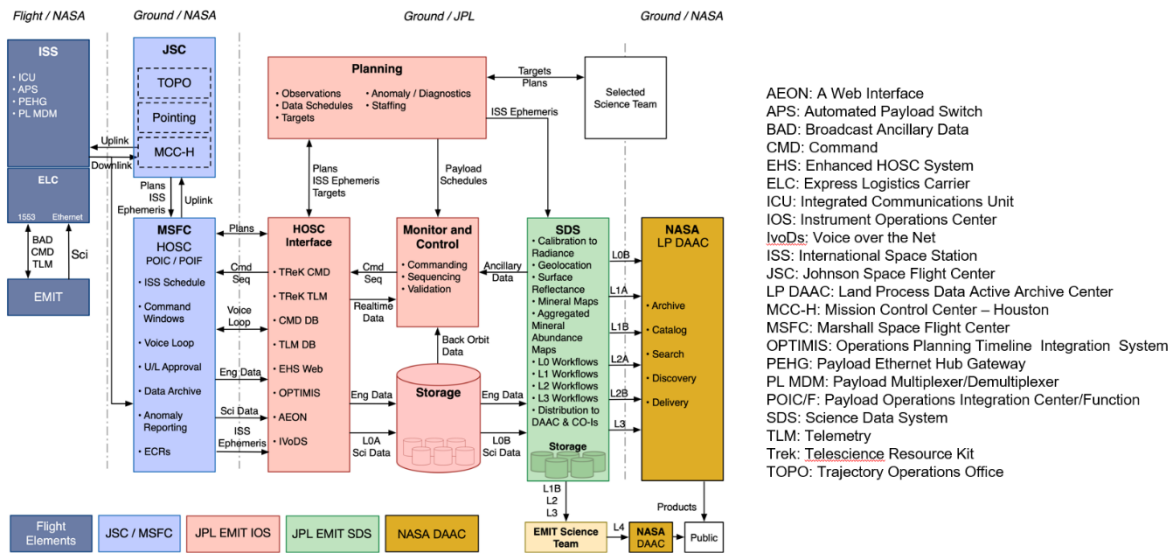 Flight / NASA
Ground / NASA
Ground / JPL
Ground / NASA
ISS
• ICU
• APS
• PEHG
• PL MDM
ELC
1553
Ethernet
BAD
CMD
TLM
Sci
EMIT
Uplink
Downlink
JSC
TOPO
Pointing
MCC-H
Plans
ISS
Ephemeris
Uplink
MSFC
HOSC
POIC / POIF
• ISS Schedule
• Command
Windows
• Voice Loop
• U/L Approval
• Data Archive
• Anomaly
Reporting
• ECRs
Plans
Cmd
Seq
Voice
Loop
Eng Data
Sci Data
ISS
Ephemeris
Planning
• Observations
• Data Schedules
• Targets
• Anomaly / Diagnostics
• Staffing
Targets
Plans
Selected
Science Team
ISS Ephemeris
Plans
ISS Ephemeris
Targets
Payload
Schedules
HOSC
Interface
• TReK CMD
• TReK TLM
• CMD DB
• TLM DB
• EHS Web
• OPTIMIS
• AEON
• IVoDS
Cmd
Seq
Realtime
Data
Eng Data
L0A
Sci Data
Monitor and
Control
• Commanding
• Sequencing
• Validation
Ancillary
Data
Back Orbit
Data
Storage
Eng Data
L0B
Sci Data
SDS
• Calibration to
Radiance
• Geolocation
• Surface
Reflectance
• Mineral Maps
• Aggregated
Mineral
Abundance
Maps
• L0 Workflows
• L1 Workflows
• L2 Workflows
• L3 Workflows
• Distribution to
DAAC & CO-Is
Storage
L0B
L1A
L1B
L2A
L2B
L3
NASA
LP DAAC
• Archive
• Catalog
• Search
• Discovery
• Delivery
L1B
L2
L3
EMIT Science
Team
L4
NASA
DAAC
Products
Public
Flight
Elements
JSC / MSFC
JPL EMIT IOS
JPL EMIT SDS
NASA DAAC
AEON: A Web Interface
APS: Automated Payload Switch
BAD: Broadcast Ancillary Data
CMD: Command
EHS: Enhanced HOSC System
ELC: Express Logistics Carrier
ICU: Integrated Communications Unit
IOS: Instrument Operations Center
IvoDs: Voice over the Net
ISS: International Space Station
JSC: Johnson Space Flight Center
LP DAAC: Land Process Data Active Archive Center
MCC-H: Mission Control Center – Houston
MSFC: Marshall Space Flight Center
OPTIMIS: Operations Planning Timeline Integration System
PEHG: Payload Ethernet Hub Gateway
PL MDM: Payload Multiplexer/Demultiplexer
POIC/F: Payload Operations Integration Center/Function
SDS: Science Data System
TLM: Telemetry
Trek: Telescience Resource Kit
TOPO: Trajectory Operations Office